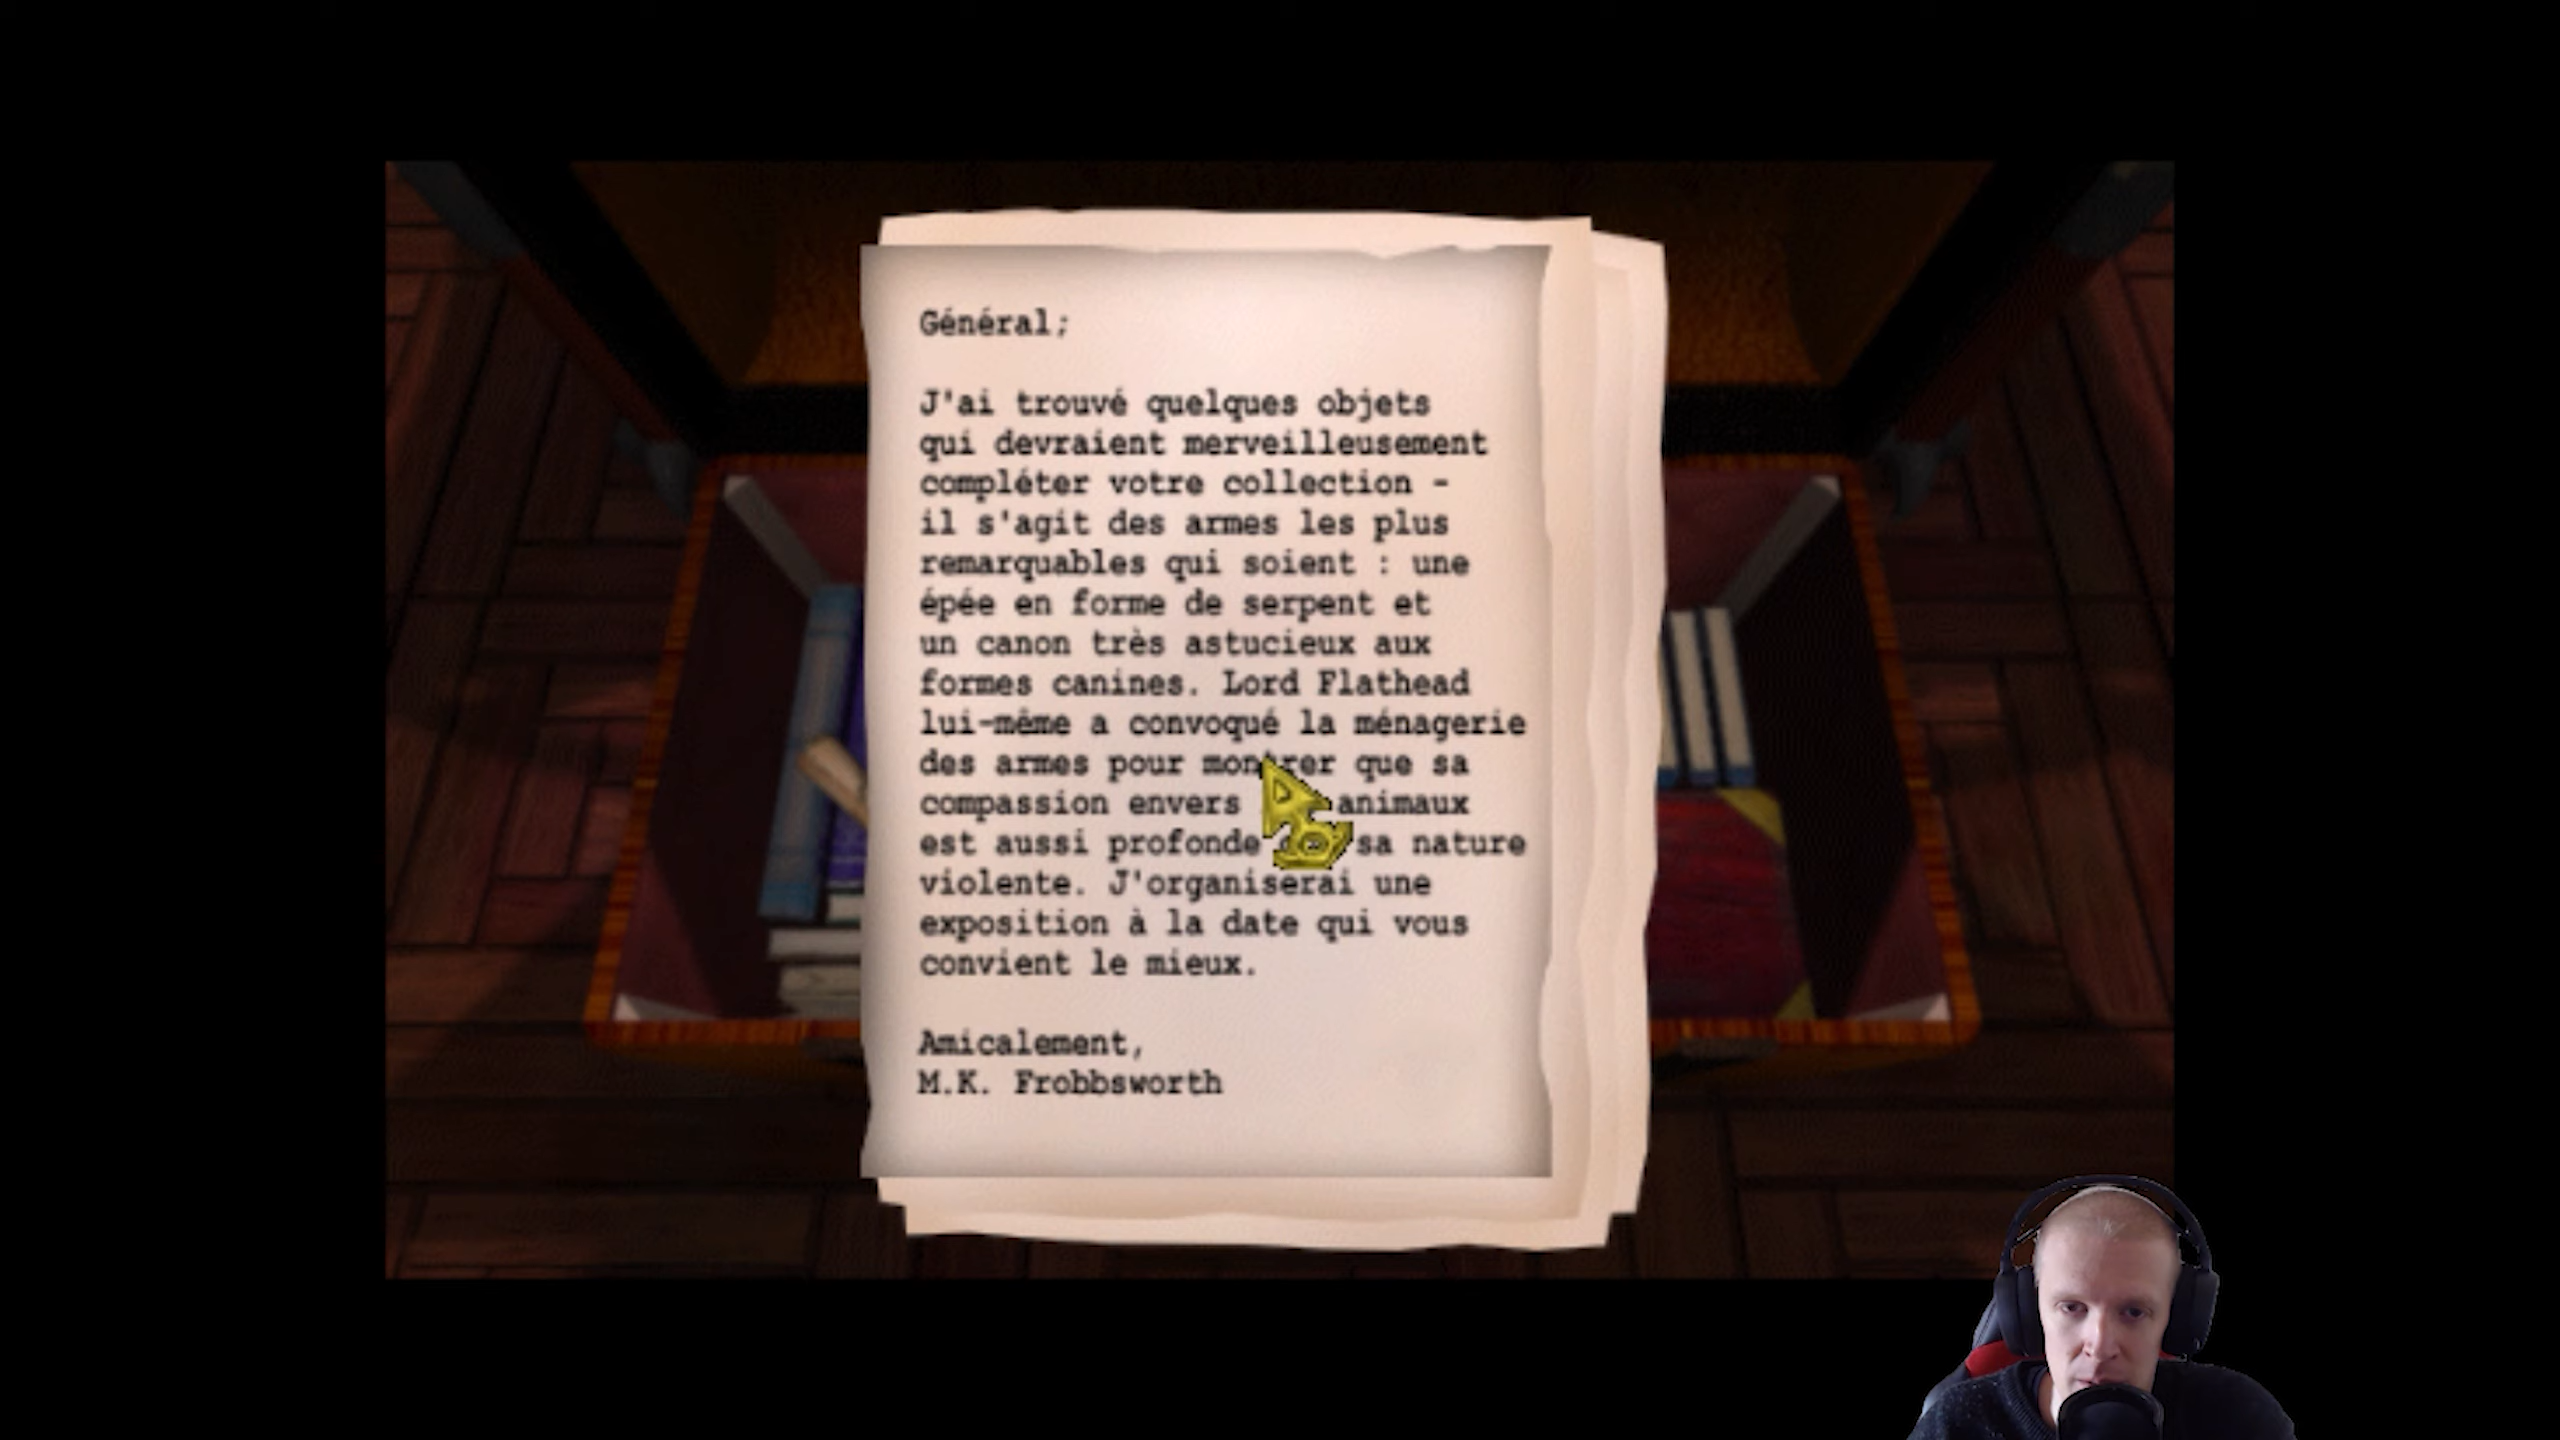 Général;
J'ai trouvé quelques objets
qui devraient merveilleusement
compléter votre collection -
il s'agit des armes les plus
remarquables qui soient : une
épée en forme de serpent et
un canon très astucieux aux
formes canines. Lord Flathead
lui-même a convoqué la ménagerie
des armes pour montrer que sa
compassion envers animaux
est aussi profonde sa nature
violente. J'organiserai une
exposition à la date qui vous
convient le mieux.
Amicalement,
M.K. Frobbsworth